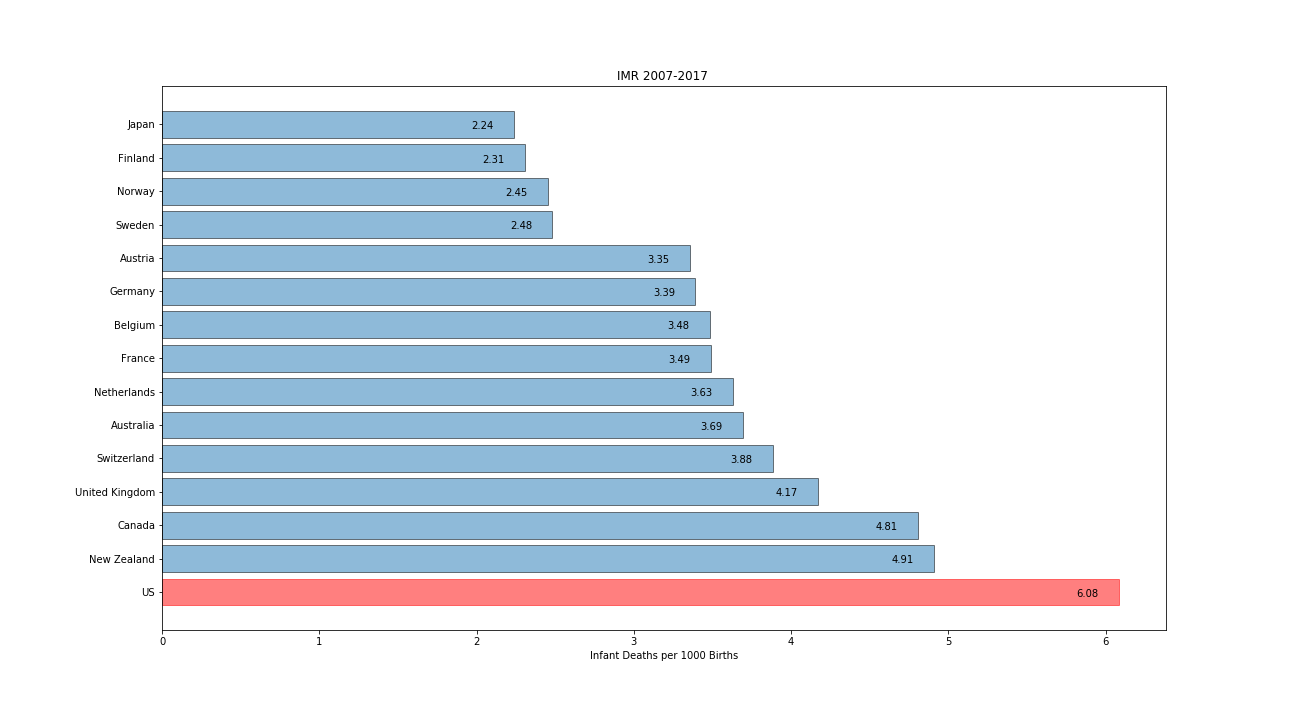 IMR 2007-2017
Japan 2.24
Finland 2.31
Norway 2.45
Sweden 2.48
Austria 3.35
Germany 3.39
Belgium 3.48
France 3.49
Netherlands 3.63
Australia 3.69
Switzerland 3.88
United Kingdom 4.17
Canada 4.81
New Zealand 4.91
US 6.08
0 1 2 3 4 5 6
Infant Deaths per 1000 Births